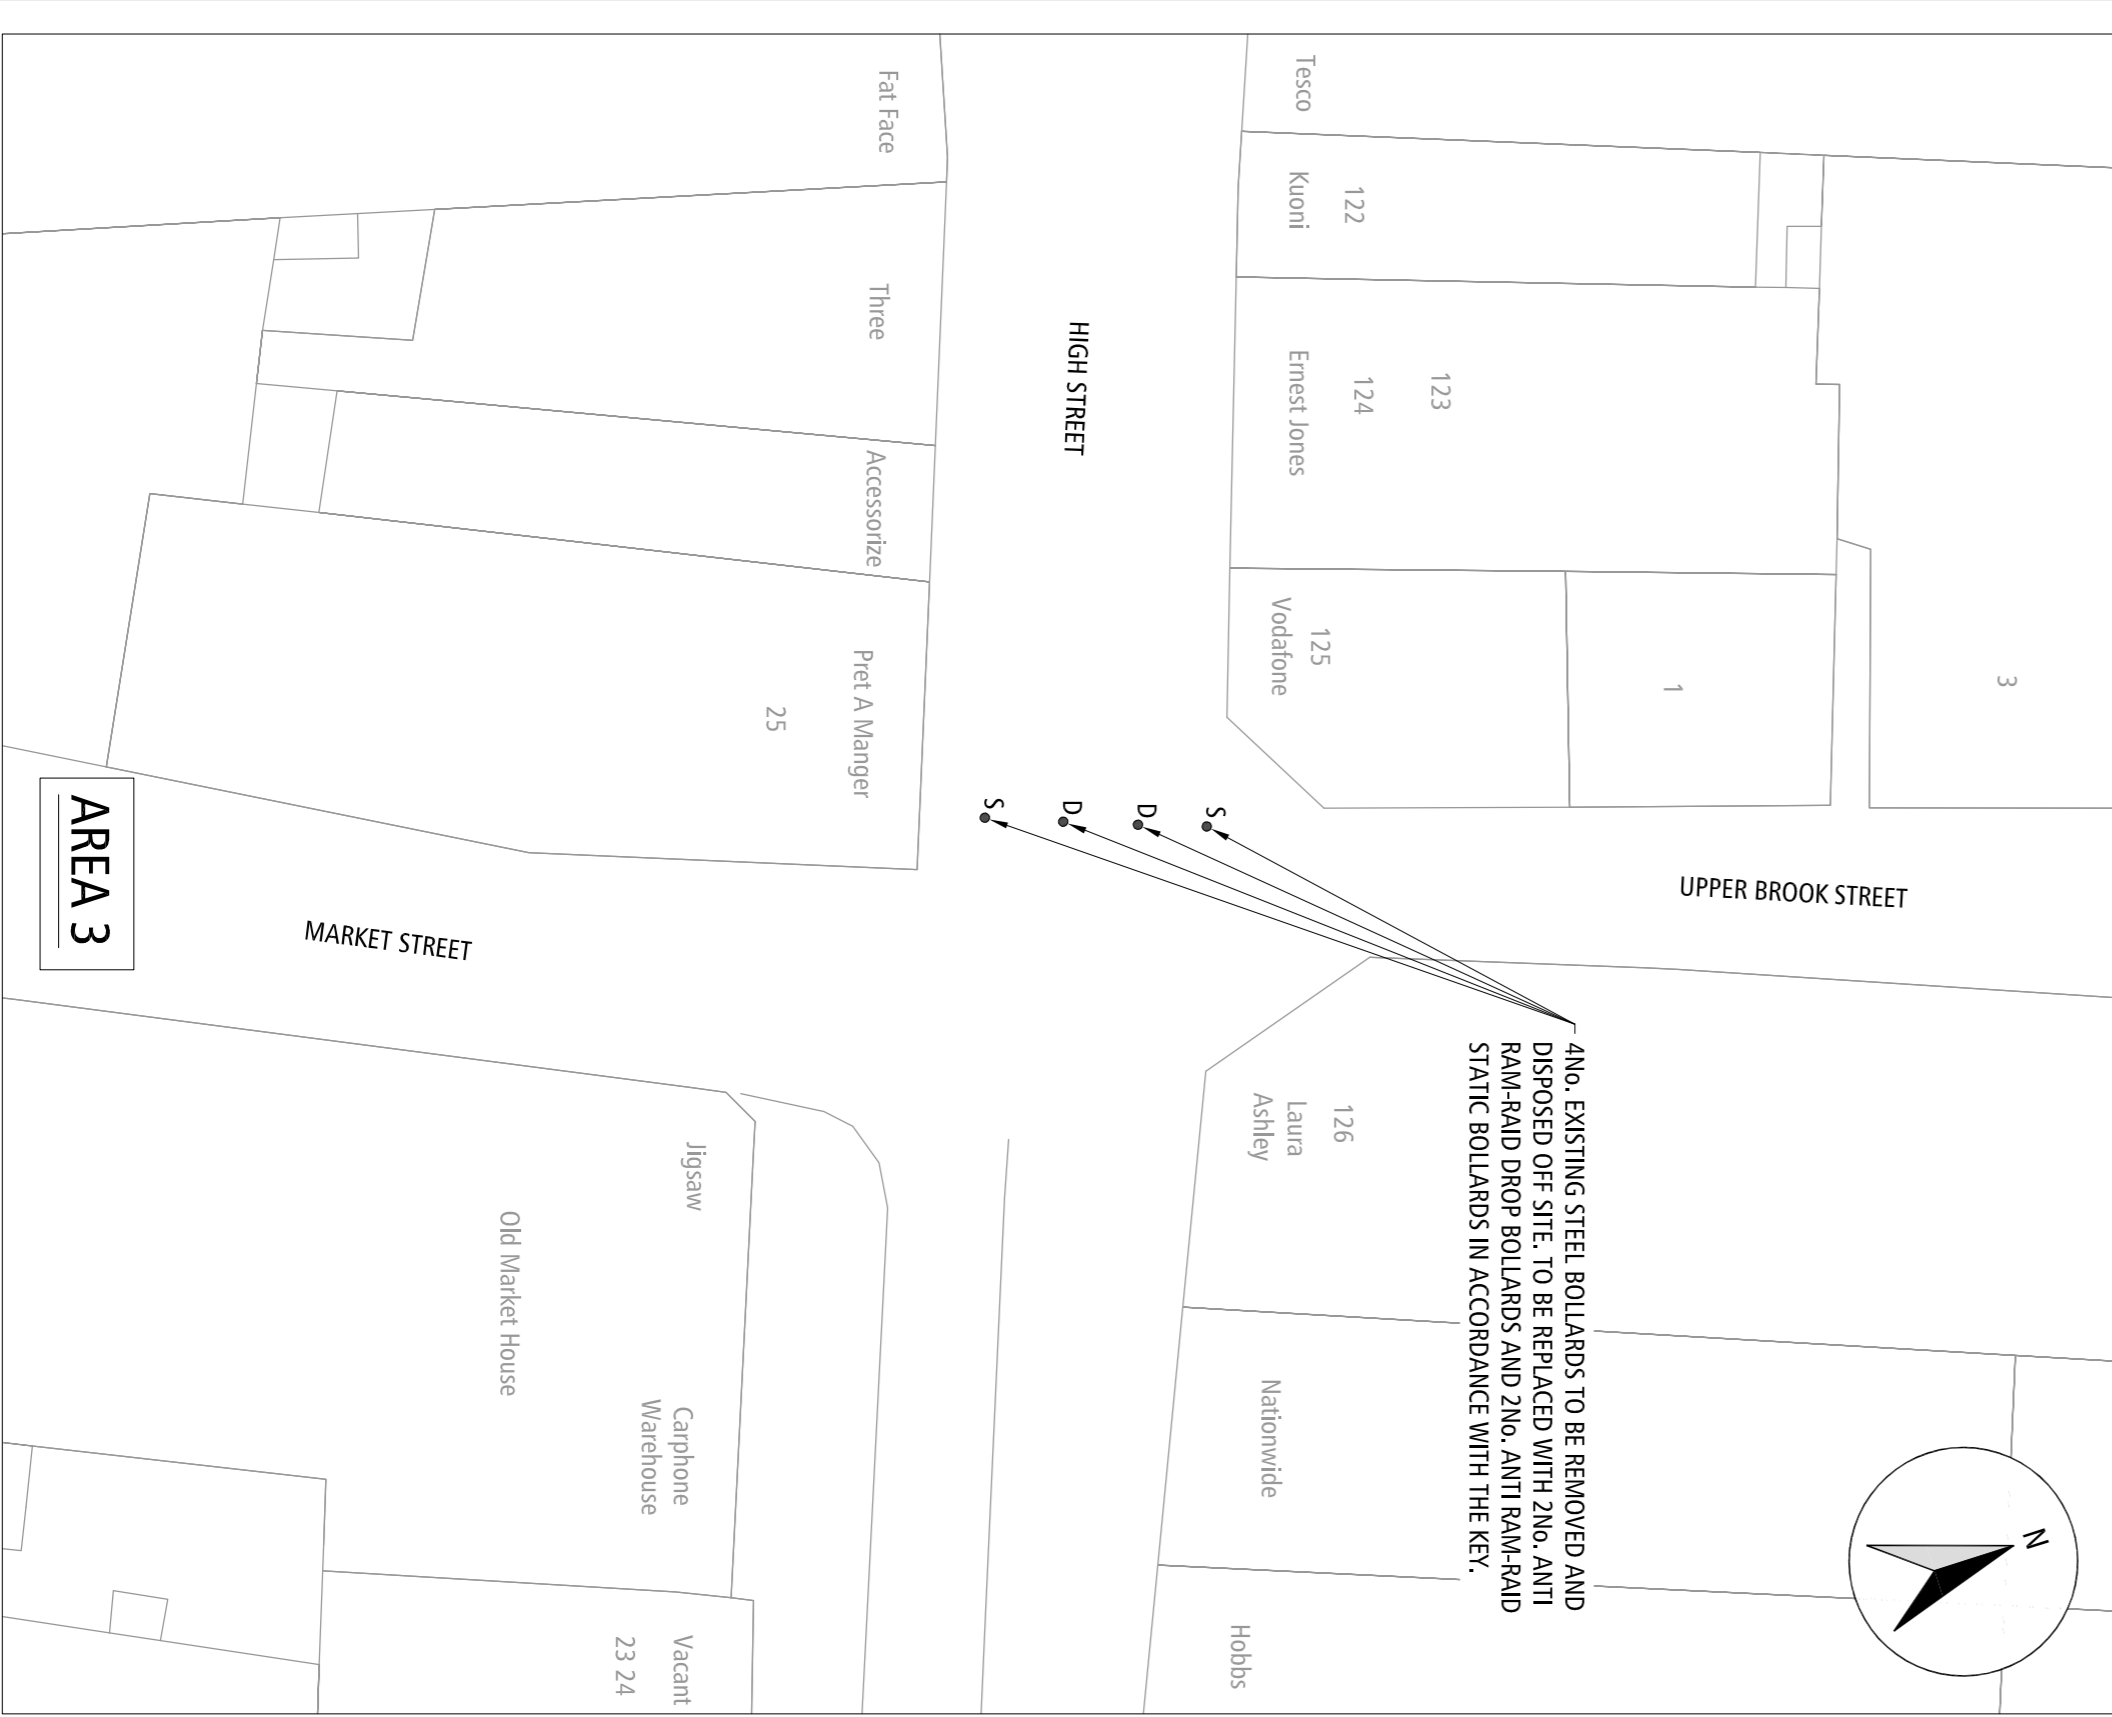 Tesco
Kuoni
122
Ernest Jones
124
123
Vodafone
125
1
3
Fat Face
Three
Accessorize
Pret A Manger
25
HIGH STREET
UPPER BROOK STREET
MARKET STREET
S
D
D
S
4No. EXISTING STEEL BOLLARDS TO BE REMOVED AND
DISPOSED OFF SITE. TO BE REPLACED WITH 2No. ANTI
RAM-RAID DROP BOLLARDS AND 2No. ANTI RAM-RAID
STATIC BOLLARDS IN ACCORDANCE WITH THE KEY.
126
Laura
Ashley
Nationwide
Hobbs
Jigsaw
Old Market House
Carphone
Warehouse
Vacant
23 24
N
AREA 3